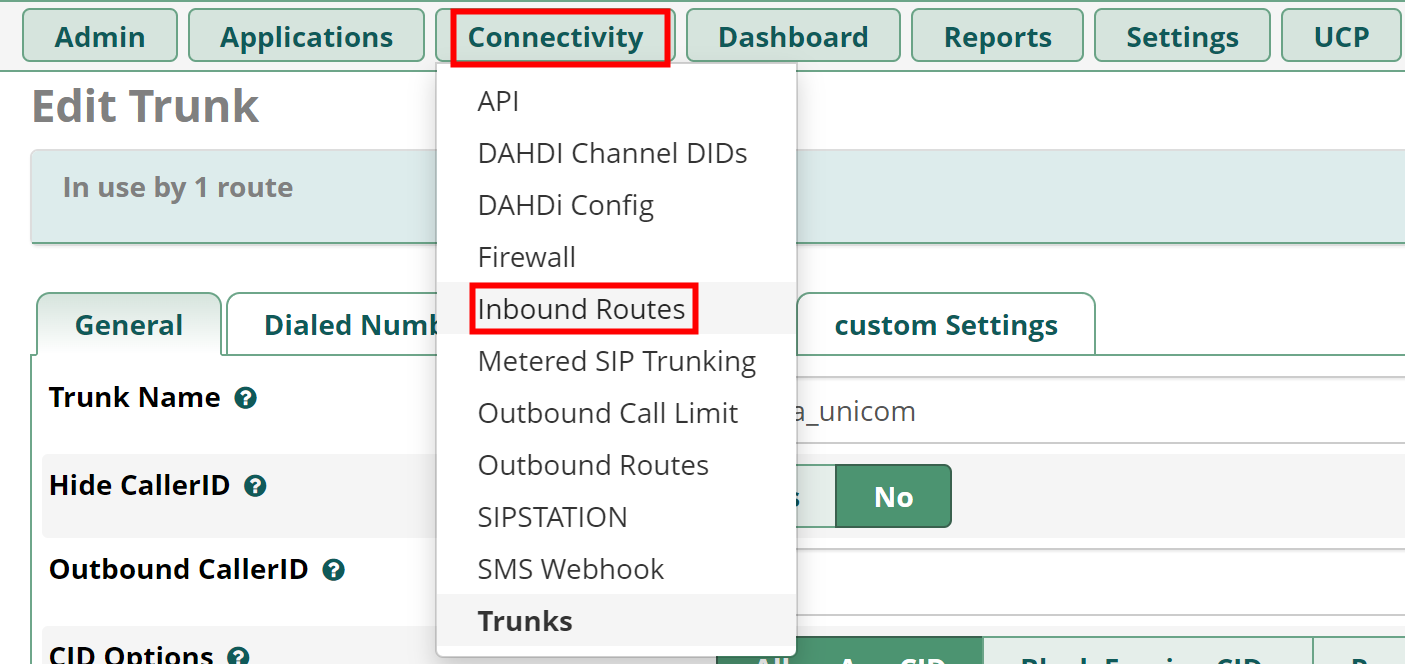 Admin Applications Connectivity Dashboard Reports Settings UCP
Edit Trunk
In use by 1 route
API
DAHDI Channel DIDs
DAHDi Config
Firewall
Inbound Routes
Metered SIP Trunking
Outbound Call Limit
Outbound Routes
SIPSTATION
SMS Webhook
Trunks
General Dialed Numb custom Settings
Trunk Name a_unicom
Hide CallerID s No
Outbound CallerID
CID Options